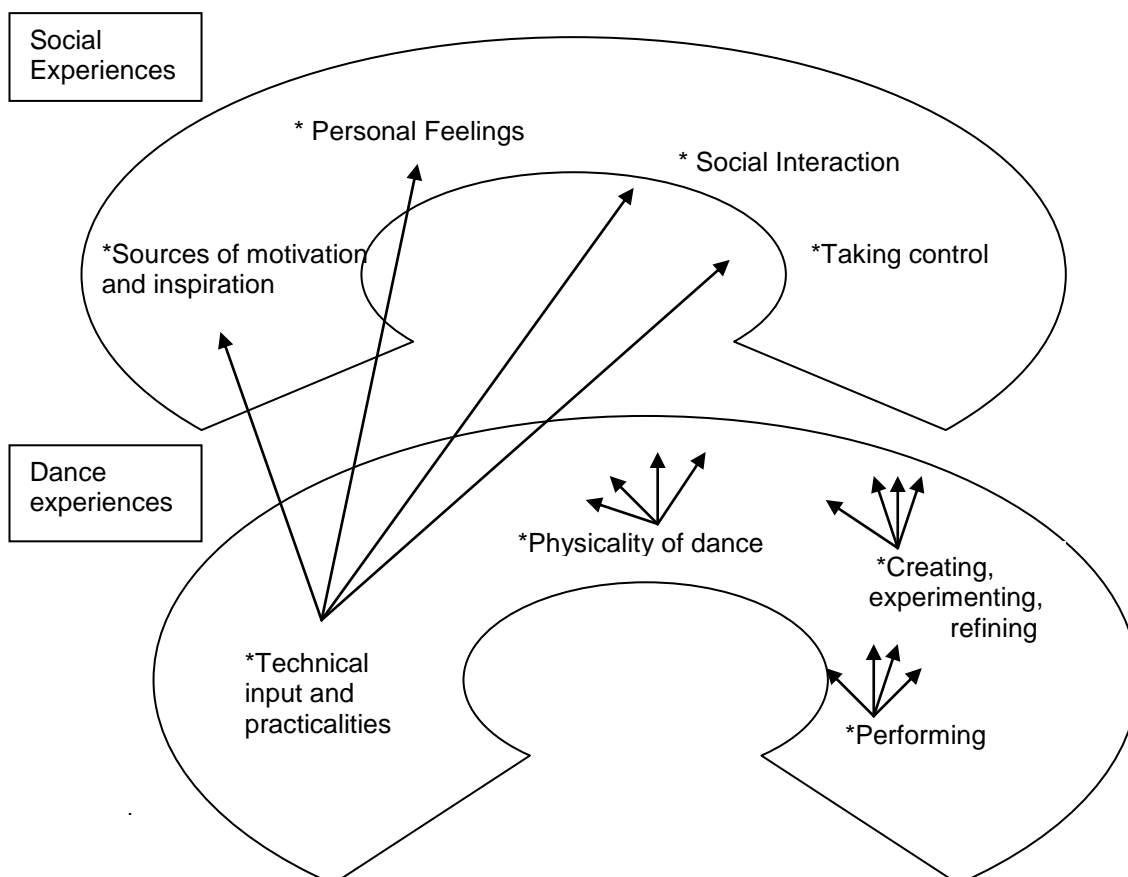 Social
Experiences
* Personal Feelings
* Social Interaction
*Sources of motivation
and inspiration
*Taking control
Dance
experiences
*Physicality of dance
*Creating,
experimenting,
refining
*Technical
input and
practicalities
*Performing